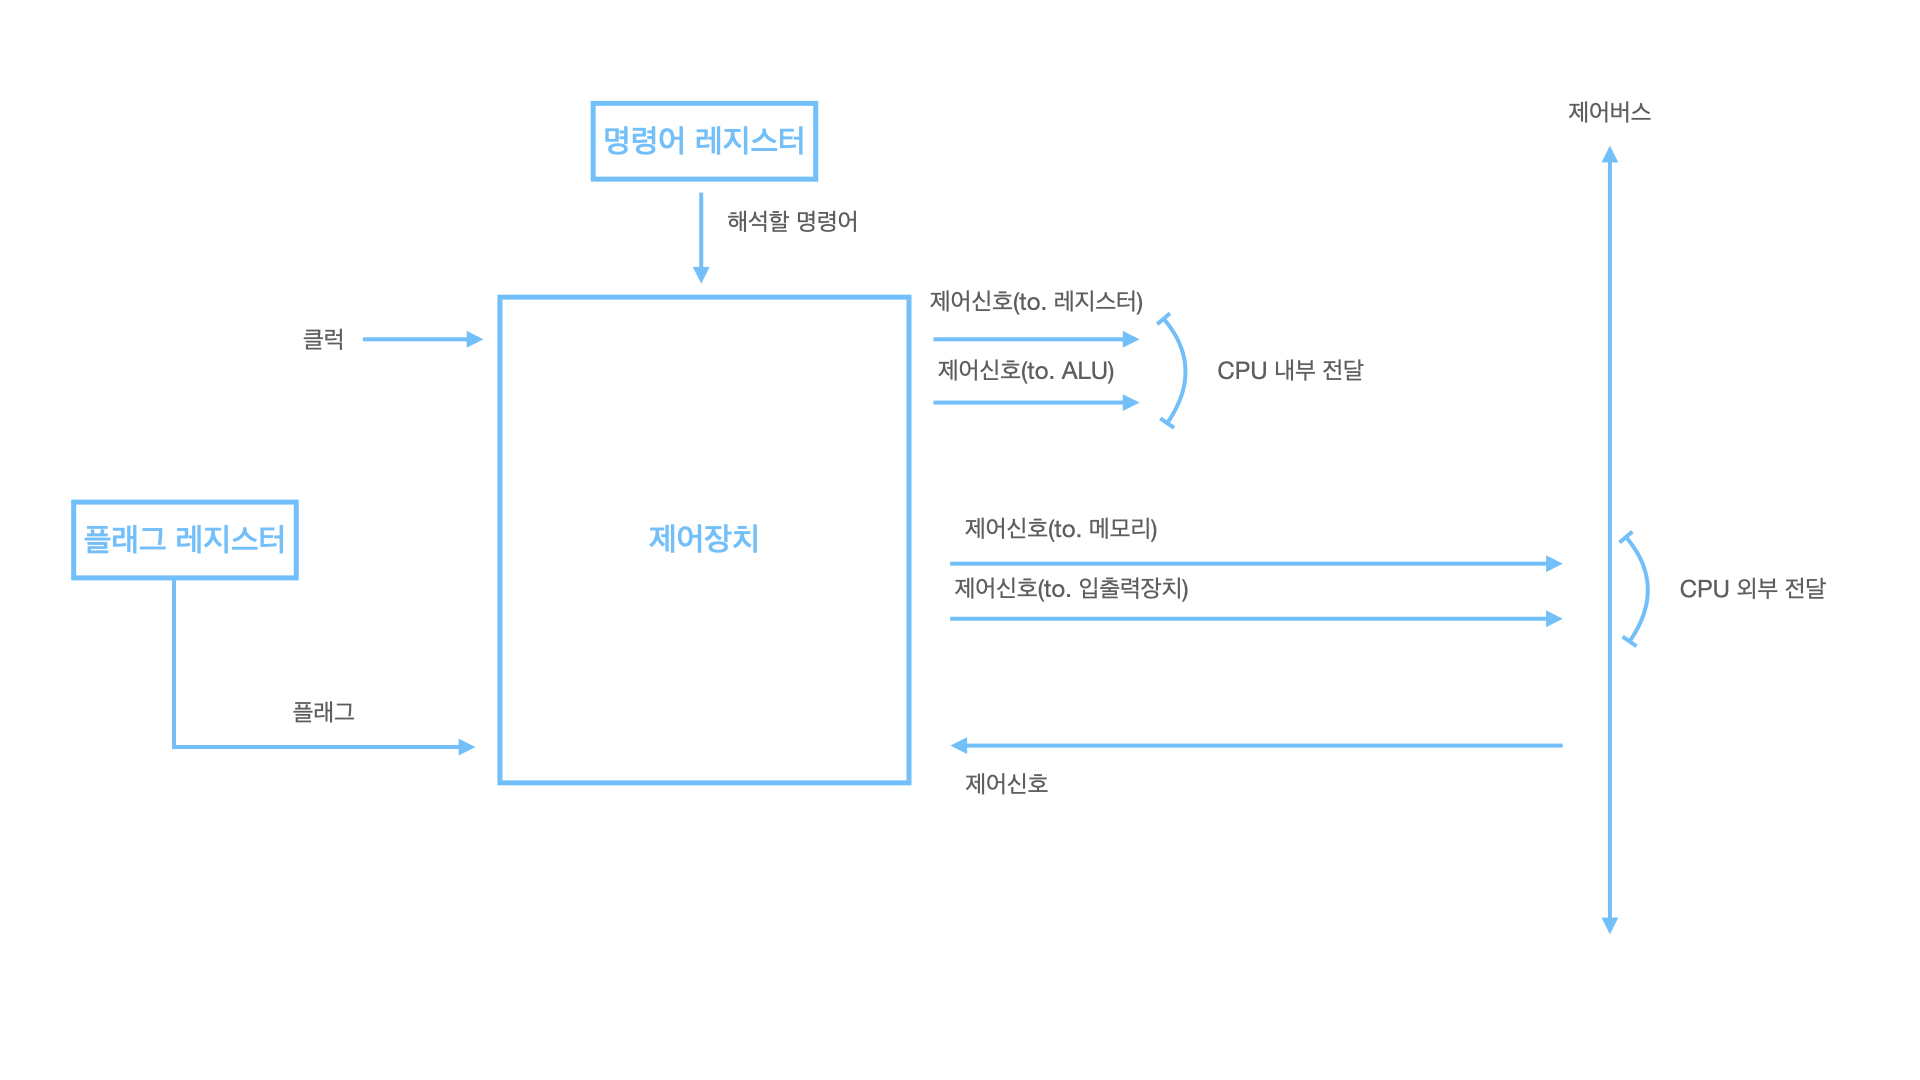 제어버스
명령어 레지스터
해석할 명령어
제어신호(to. 레지스터)
클럭
제어신호(to. ALU)
CPU 내부 전달
플래그 레지스터
제어장치
제어신호(to. 메모리)
제어신호(to. 입출력장치)
CPU 외부 전달
플래그
제어신호